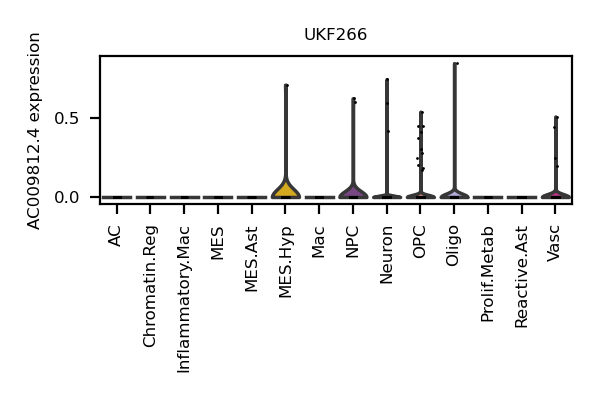 UKF266
AC009812.4 expression
0.5
0.0
AC
Chromatin.Reg
Inflammatory.Mac
MES
MES.Ast
MES.Hyp
Mac
NPC
Neuron
OPC
Oligo
Prolif.Metab
Reactive.Ast
Vasc